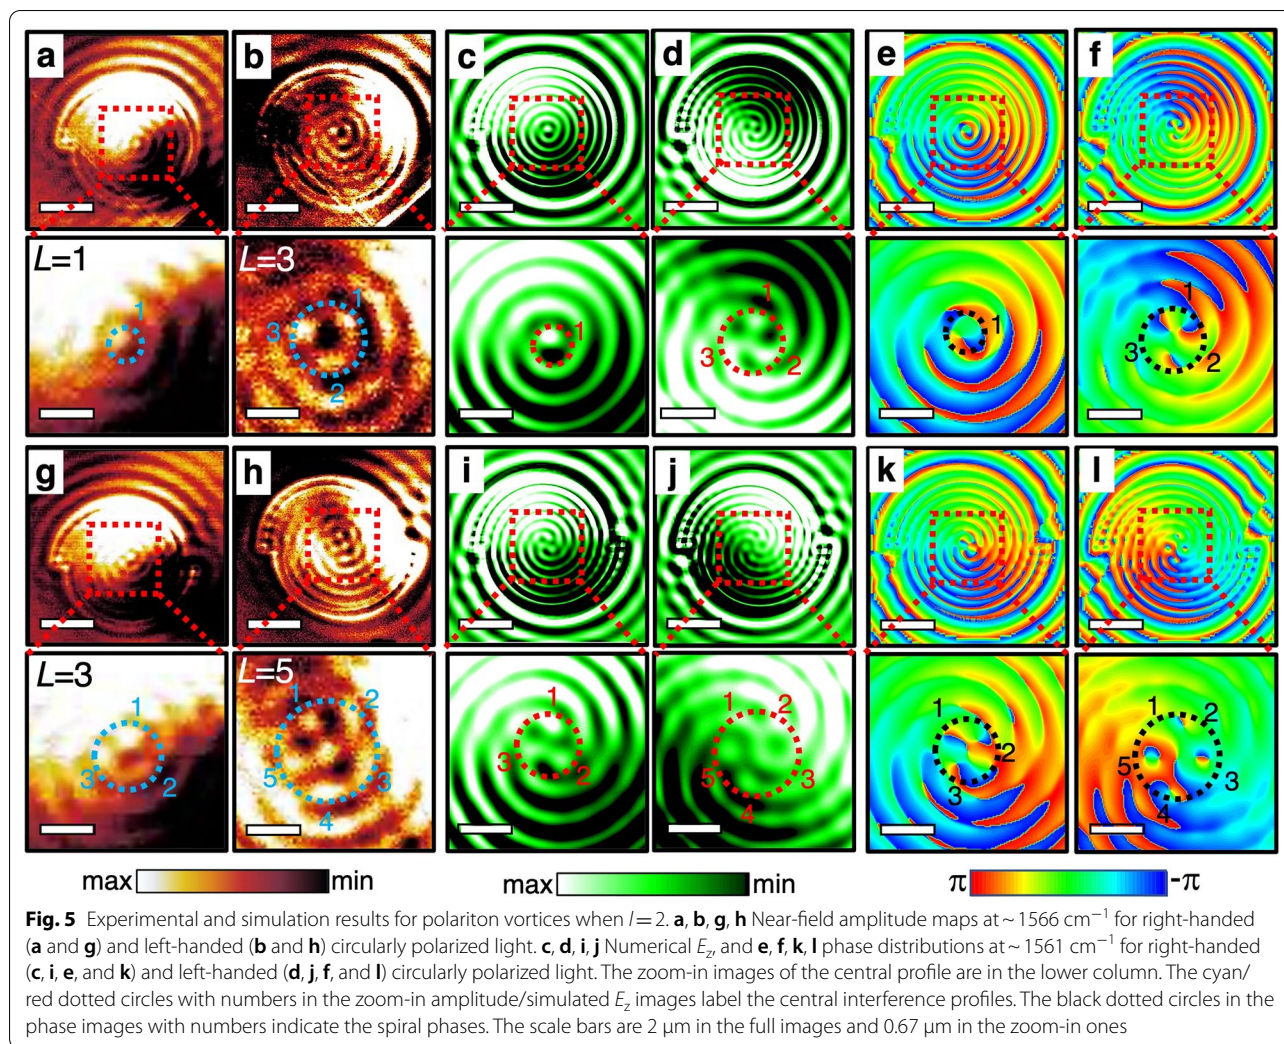 a b c d e f
L=1 L=3
1
1 2 3
1
1 2 3
1
1 2 3
g h i j k l
L=3 L=5
1 2 3
1 2 3 4 5
1 2 3
1 2 3 4 5
1 2 3
1 2 3 4 5
max min max min π -π
Fig. 5 Experimental and simulation results for polariton vortices when l = 2. a, b, g, h Near-field amplitude maps at ~ 1566 cm⁻¹ for right-handed
(a and g) and left-handed (b and h) circularly polarized light. c, d, i, j Numerical Ez, and e, f, k, l phase distributions at ~ 1561 cm⁻¹ for right-handed
(c, i, e, and k) and left-handed (d, j, f, and l) circularly polarized light. The zoom-in images of the central profile are in the lower column. The cyan/
red dotted circles with numbers in the zoom-in amplitude/simulated Ez images label the central interference profiles. The black dotted circles in the
phase images with numbers indicate the spiral phases. The scale bars are 2 μm in the full images and 0.67 μm in the zoom-in ones